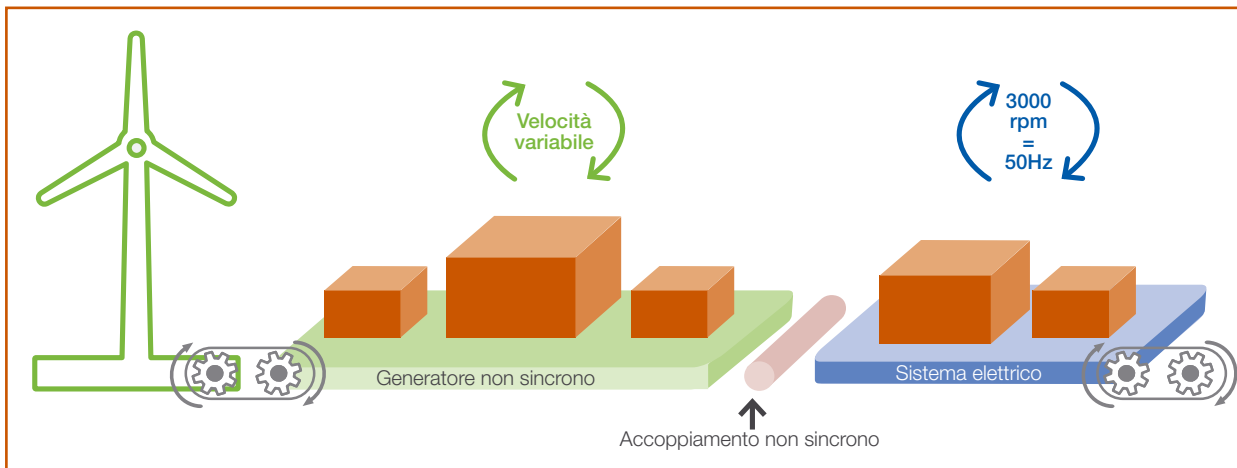 Velocità
variabile
3000
rpm
=
50Hz
Generatore non sincrono
Sistema elettrico
Accoppiamento non sincrono